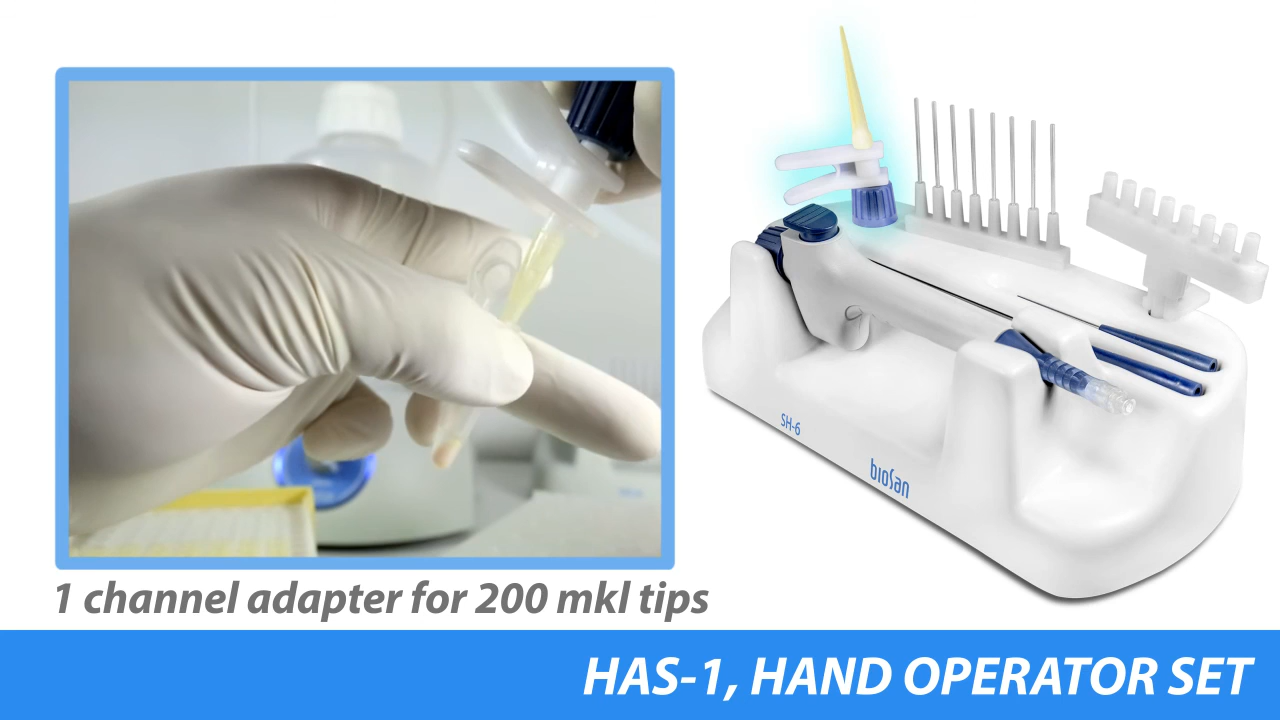 SH-6
bioSan
1 channel adapter for 200 mkl tips
HAS-1, HAND OPERATOR SET